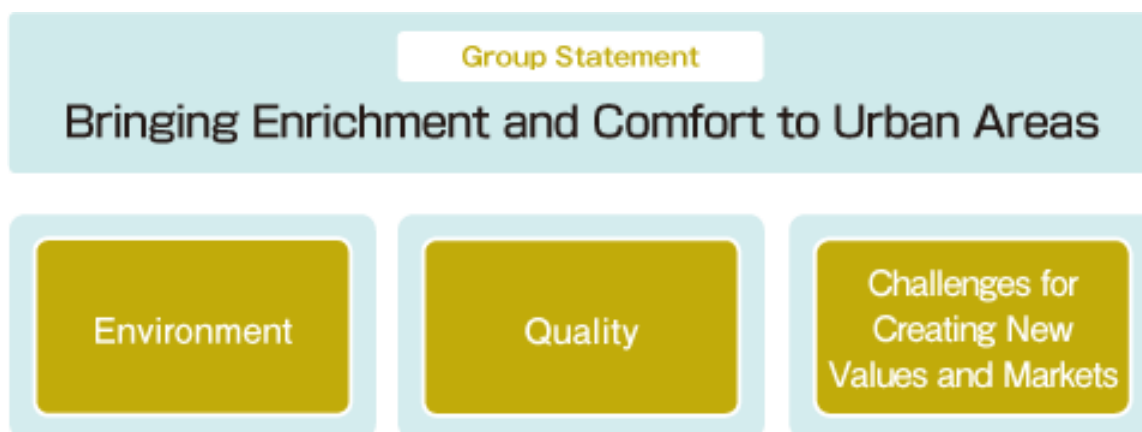 Group Statement
Bringing Enrichment and Comfort to Urban Areas
Environment
Quality
Challenges for
Creating New
Values and Markets